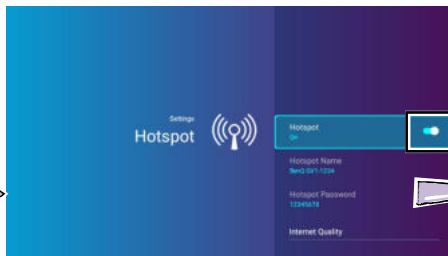 Settings
Hotspot
Hotspot
On
Hotspot Name
BenQ GV1-1234
Hotspot Password
12345678
Internet Quality